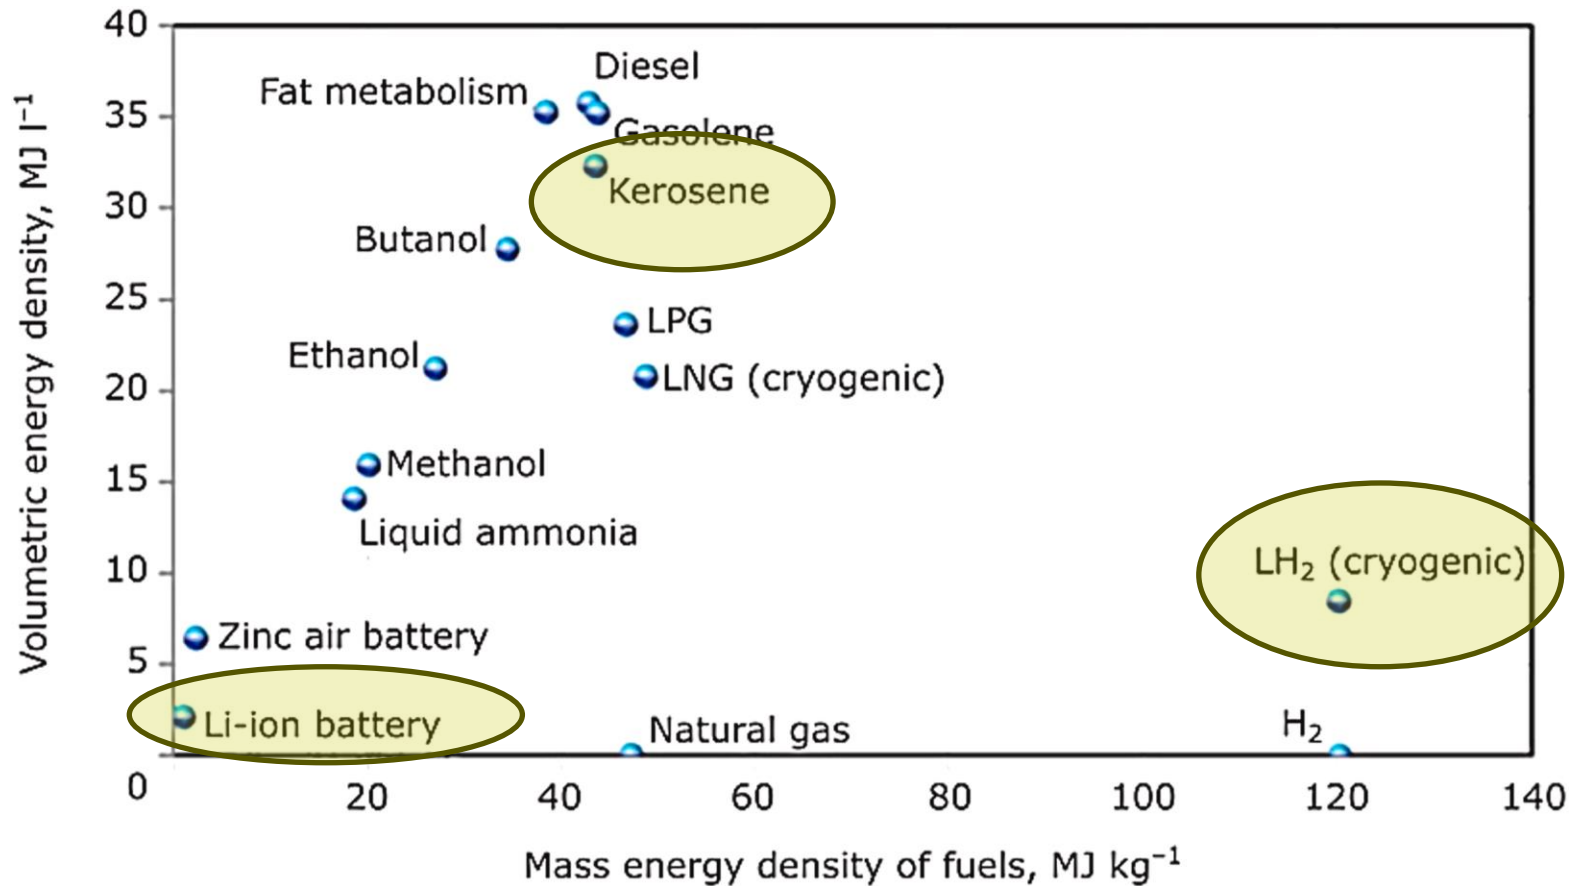 Volumetric energy density, MJ l⁻¹
40
35
30
25
20
15
10
5
0
Diesel
Fat metabolism
Gasolene
Kerosene
Butanol
LPG
Ethanol
LNG (cryogenic)
Methanol
Liquid ammonia
LH₂ (cryogenic)
Zinc air battery
Li-ion battery
Natural gas
H₂
20 40 60 80 100 120 140
Mass energy density of fuels, MJ kg⁻¹